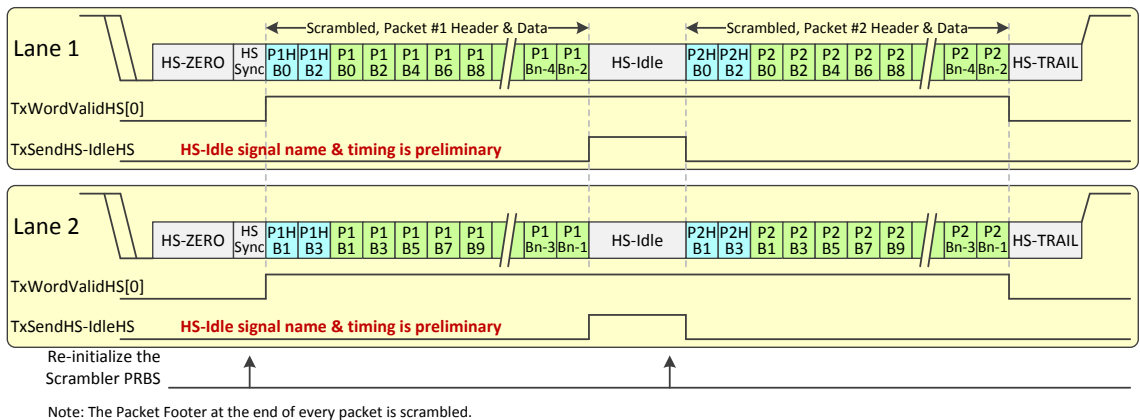 Scrambled, Packet #1 Header & Data
Scrambled, Packet #2 Header & Data
Lane 1
HS-ZERO
HS
Sync
P1H
B0
P1H
B2
P1
B0
P1
B2
P1
B4
P1
B6
P1
B8
P1
Bn-4
P1
Bn-2
HS-Idle
P2H
B0
P2H
B2
P2
B0
P2
B2
P2
B4
P2
B6
P2
B8
P2
Bn-4
P2
Bn-2
HS-TRAIL
TxWordValidHS[0]
TxSendHS-IdleHS
HS-Idle signal name & timing is preliminary
Lane 2
HS-ZERO
HS
Sync
P1H
B1
P1H
B3
P1
B1
P1
B3
P1
B5
P1
B7
P1
B9
P1
Bn-3
P1
Bn-1
HS-Idle
P2H
B1
P2H
B3
P2
B1
P2
B3
P2
B5
P2
B7
P2
B9
P2
Bn-3
P2
Bn-1
HS-TRAIL
TxWordValidHS[0]
TxSendHS-IdleHS
HS-Idle signal name & timing is preliminary
Re-initialize the
Scrambler PRBS
Note: The Packet Footer at the end of every packet is scrambled.